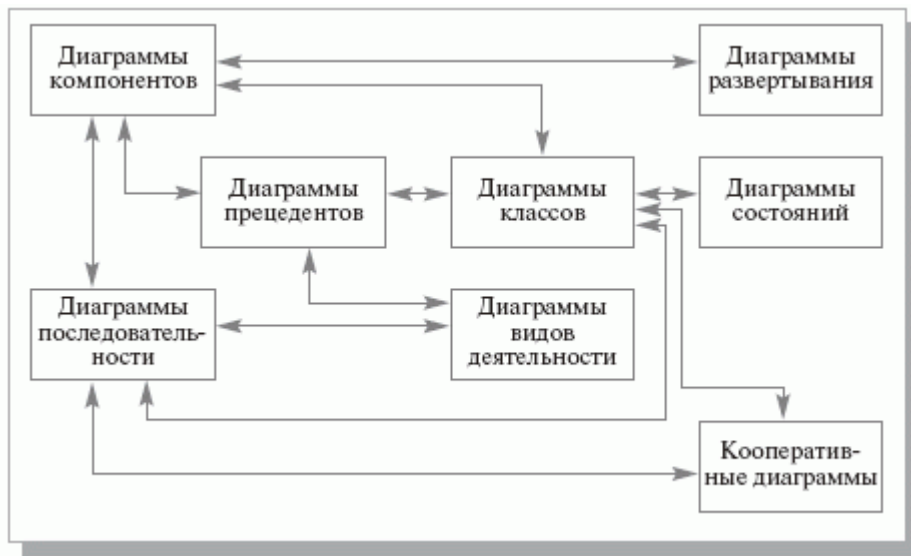 Диаграммы
компонентов
Диаграммы
развертывания
Диаграммы
прецедентов
Диаграммы
классов
Диаграммы
состояний
Диаграммы
последователь-
ности
Диаграммы
видов
деятельности
Кооператив-
ные диаграммы